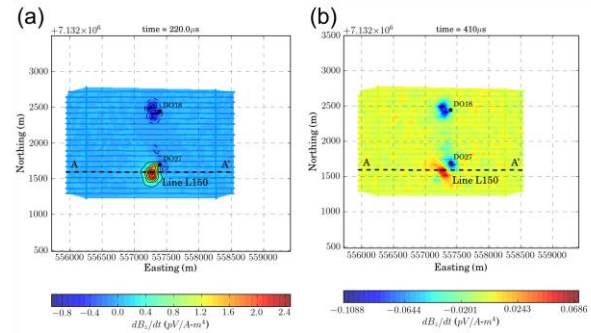 (a)
+7.132×10⁶
time = 220.0μs
3500
3000
2500
2000
1500
1000
500
Northing (m)
DO18
DO27
A
A'
Line L150
556000 556500 557000 557500 558000 558500 559000
Easting (m)
−0.8 −0.4 0.0 0.4 0.8 1.2 1.6 2.0 2.4
dB_z/dt (pV/A-m⁴)
(b)
+7.132×10⁶
time = 410μs
3500
3000
2500
2000
1500
1000
500
Northing (m)
DO18
DO27
A
A'
Line L150
556000 556500 557000 557500 558000 558500 559000
Easting (m)
−0.1088 −0.0644 −0.0201 0.0243 0.0686
dB_z/dt (pV/A-m⁴)